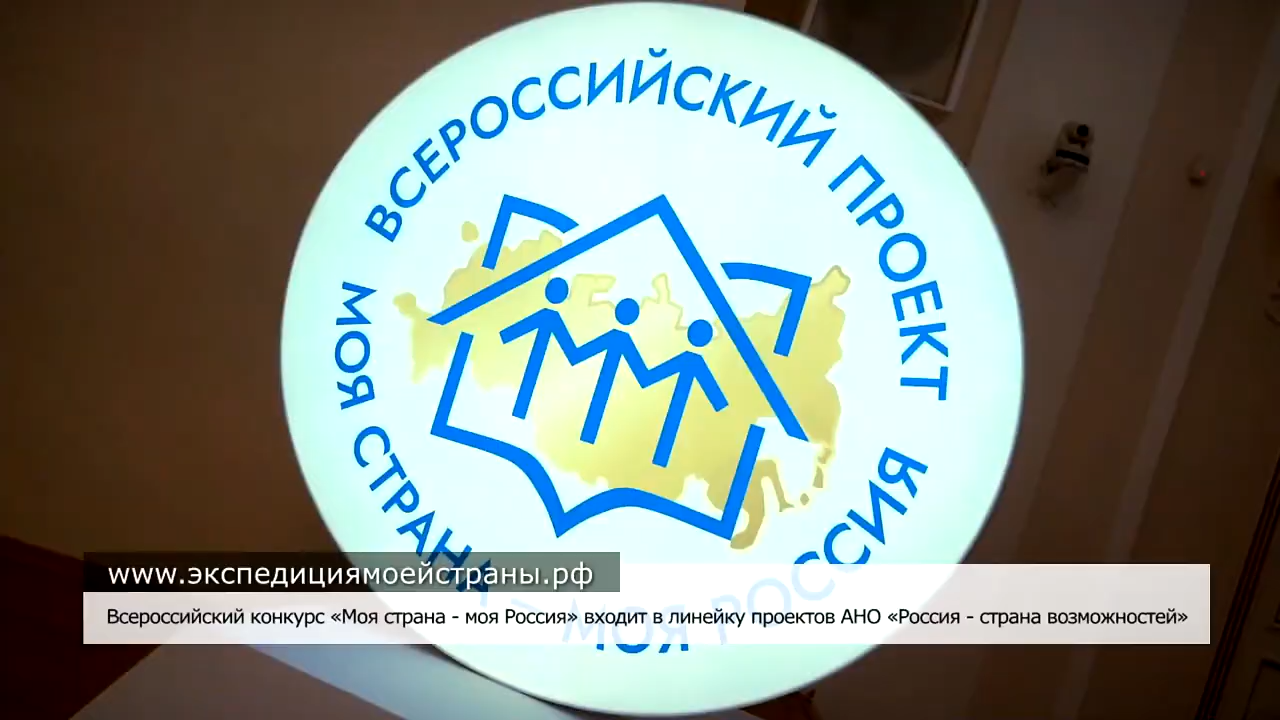 ВСЕРОССИЙСКИЙ ПРОЕКТ
МОЯ СТРАНА – МОЯ РОССИЯ
www.экспедициямоейстраны.рф
Всероссийский конкурс «Моя страна - моя Россия» входит в линейку проектов АНО «Россия - страна возможностей»